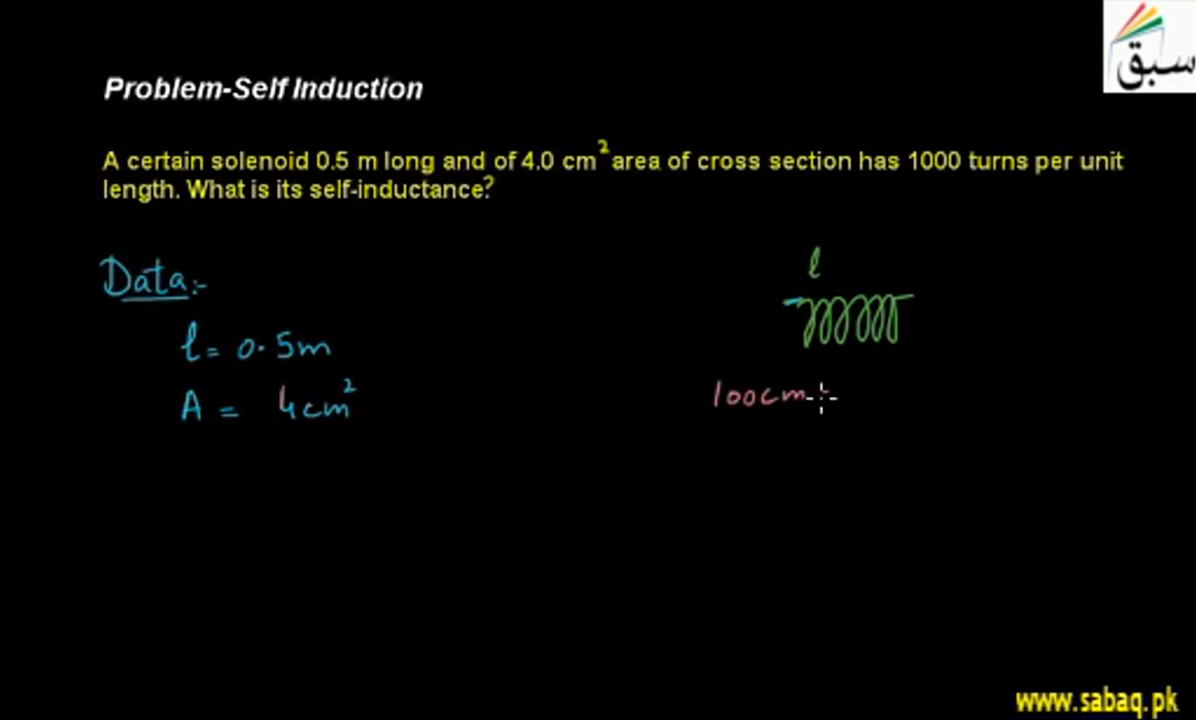 سبق
Problem-Self Induction
A certain solenoid 0.5 m long and of 4.0 cm² area of cross section has 1000 turns per unit
length. What is its self-inductance?
Data:-
l
l = 0.5m
A = 4cm²
100cm
www.sabaq.pk